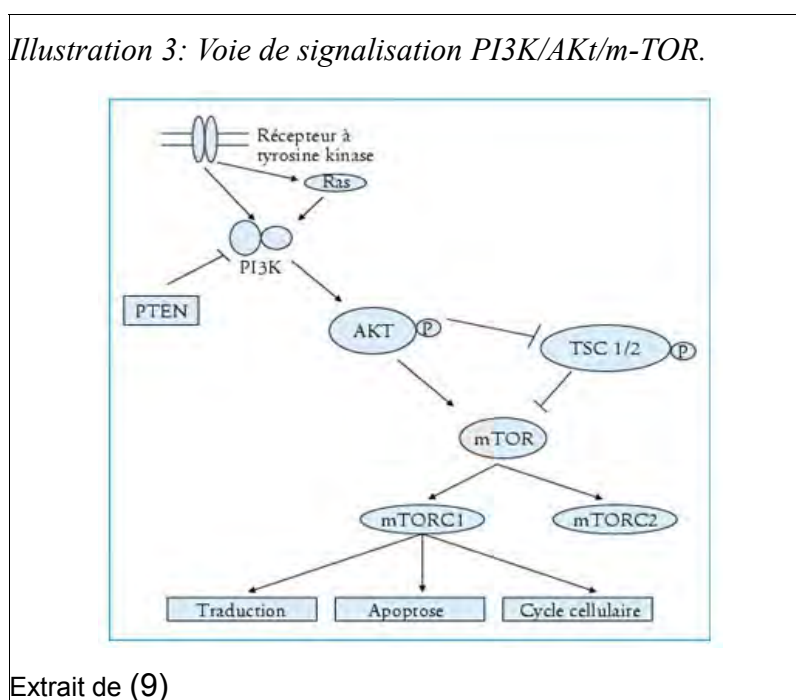 Illustration 3: Voie de signalisation PI3K/AKt/m-TOR.
Récepteur à
tyrosine kinase
Ras
PI3K
PTEN
AKT
P
TSC 1/2
P
mTOR
mTORC1
mTORC2
Traduction
Apoptose
Cycle cellulaire
Extrait de (9)